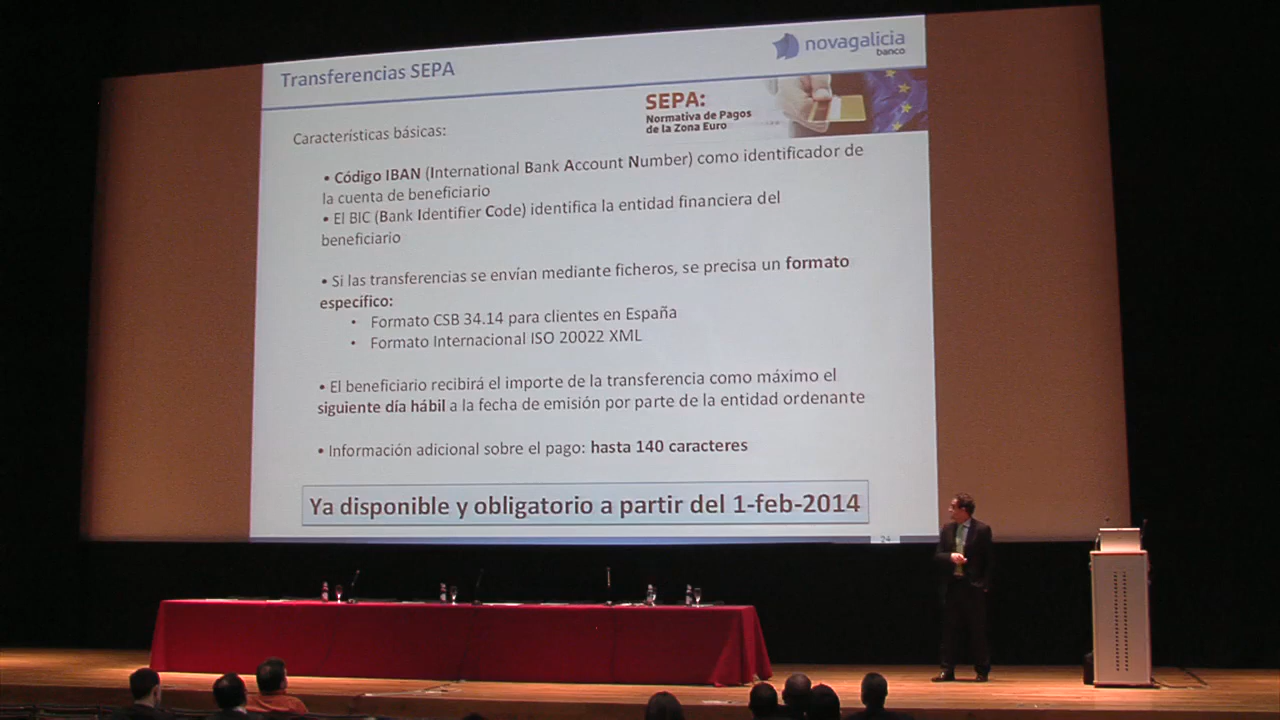 Transferencias SEPA
novagalicia
banco
SEPA:
Normativa de Pagos
de la Zona Euro
Características básicas:
• Código IBAN (International Bank Account Number) como identificador de
la cuenta de beneficiario
• El BIC (Bank Identifier Code) identifica la entidad financiera del
beneficiario
• Si las transferencias se envían mediante ficheros, se precisa un formato
específico:
• Formato CSB 34.14 para clientes en España
• Formato Internacional ISO 20022 XML
• El beneficiario recibirá el importe de la transferencia como máximo el
siguiente día hábil a la fecha de emisión por parte de la entidad ordenante
• Información adicional sobre el pago: hasta 140 caracteres
Ya disponible y obligatorio a partir del 1-feb-2014
24